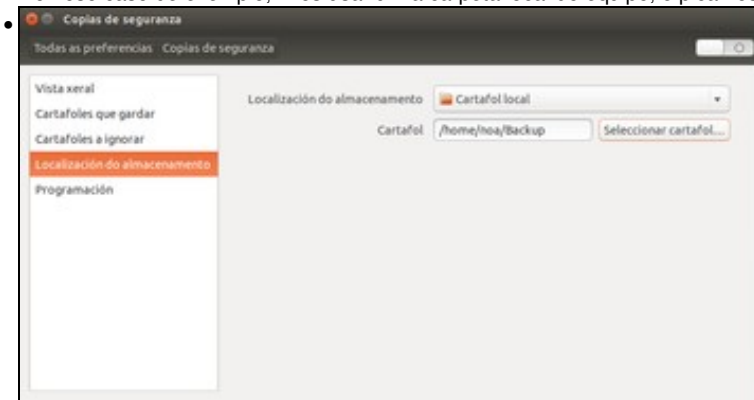 Copias de seguranza
Todas as preferencias Copias de seguranza
Vista xeral
Cartafoles que gardar
Cartafoles a ignorar
Localización do almacenamento
Programación
Localización do almacenamento Cartafol local
Cartafol /home/noa/Backup Seleccionar cartafol...